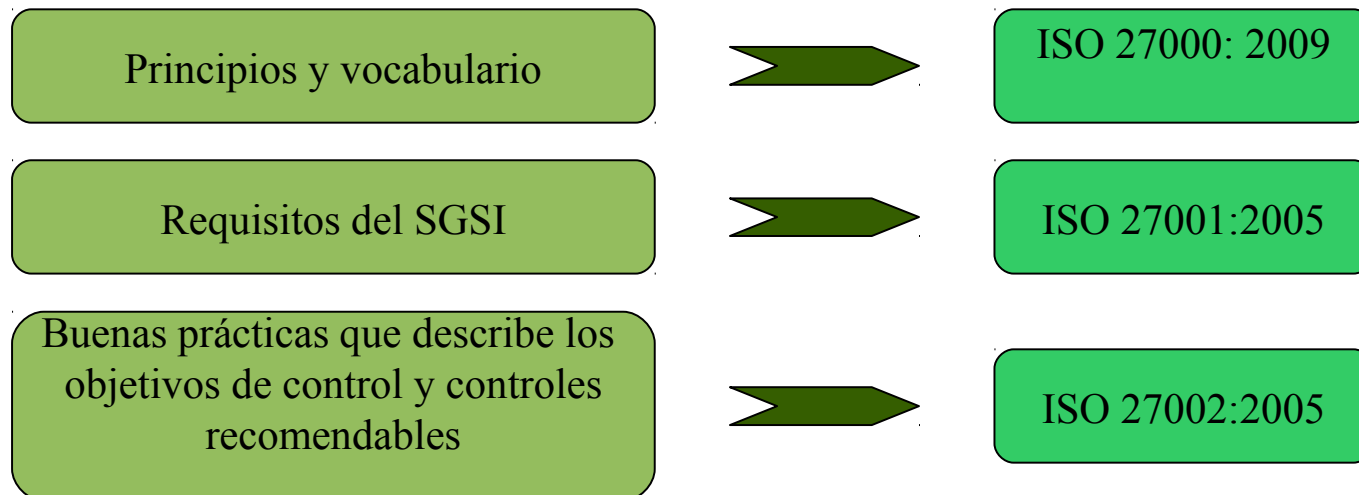 Principios y vocabulario
ISO 27000: 2009
Requisitos del SGSI
ISO 27001:2005
Buenas prácticas que describe los
objetivos de control y controles
recomendables
ISO 27002:2005